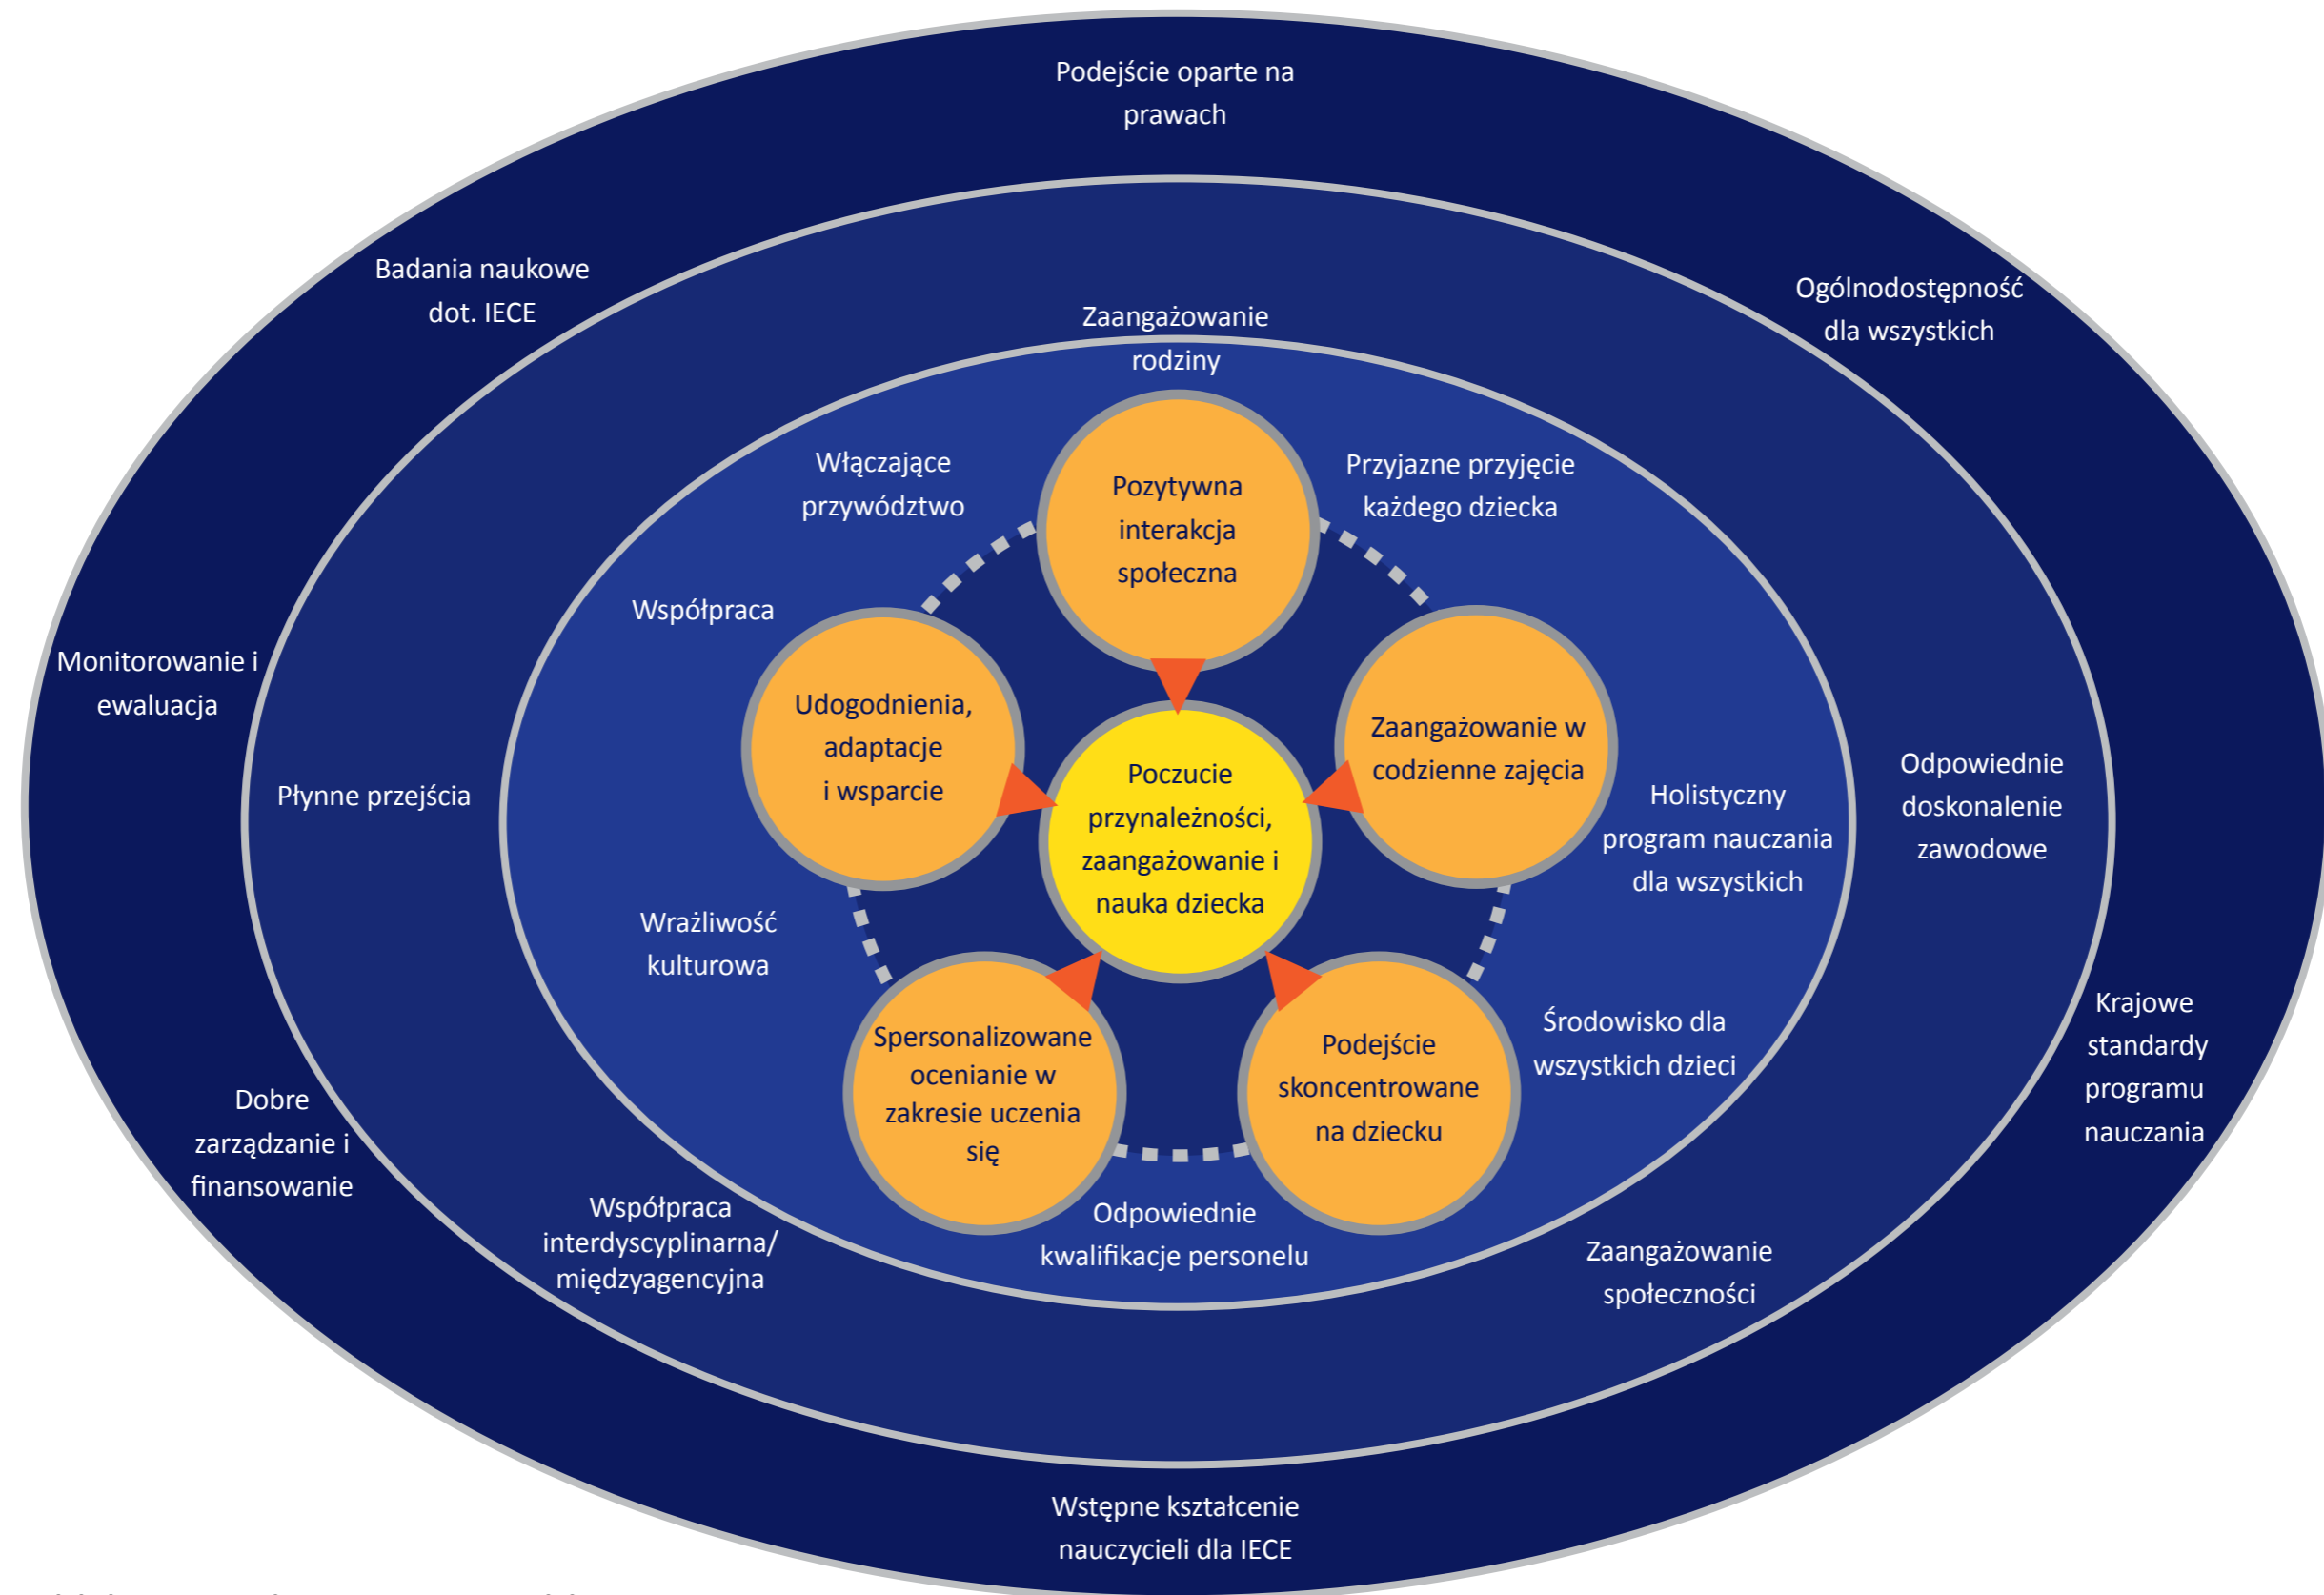 Podejście oparte na
prawach
Badania naukowe
dot. IECE
Ogólnodostępność
dla wszystkich
Zaangażowanie
rodziny
Włączające
przywództwo
Przyjazne przyjęcie
każdego dziecka
Pozytywna
interakcja
społeczna
Współpraca
Monitorowanie i
ewaluacja
Udogodnienia,
adaptacje
i wsparcie
Zaangażowanie w
codzienne zajęcia
Płynne przejścia
Poczucie
przynależności,
zaangażowanie i
nauka dziecka
Holistyczny
program nauczania
dla wszystkich
Odpowiednie
doskonalenie
zawodowe
Wrażliwość
kulturowa
Spersonalizowane
ocenianie w
zakresie uczenia
się
Podejście
skoncentrowane
na dziecku
Środowisko dla
wszystkich dzieci
Krajowe
standardy
programu
nauczania
Dobre
zarządzanie i
finansowanie
Współpraca
interdyscyplinarna/
międzyagencyjna
Odpowiednie
kwalifikacje personelu
Zaangażowanie
społeczności
Wstępne kształcenie
nauczycieli dla IECE